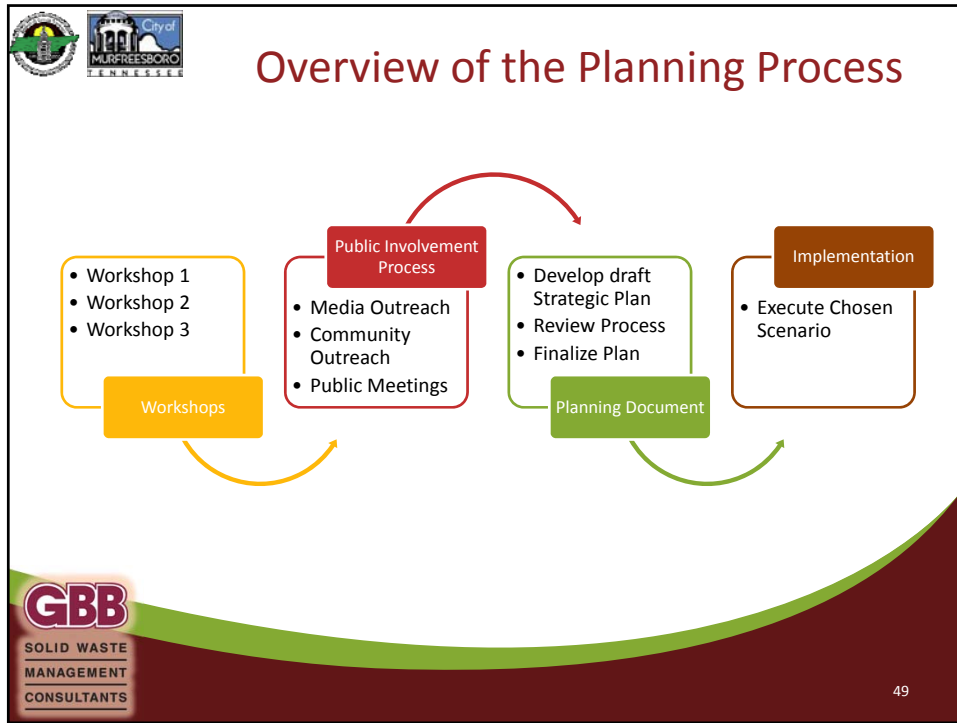 City of
MURFREESBORO
TENNESSEE
Overview of the Planning Process
• Workshop 1
• Workshop 2
• Workshop 3
Workshops
Public Involvement
Process
• Media Outreach
• Community
Outreach
• Public Meetings
• Develop draft
Strategic Plan
• Review Process
• Finalize Plan
Planning Document
Implementation
• Execute Chosen
Scenario
GBB
SOLID WASTE
MANAGEMENT
CONSULTANTS
49